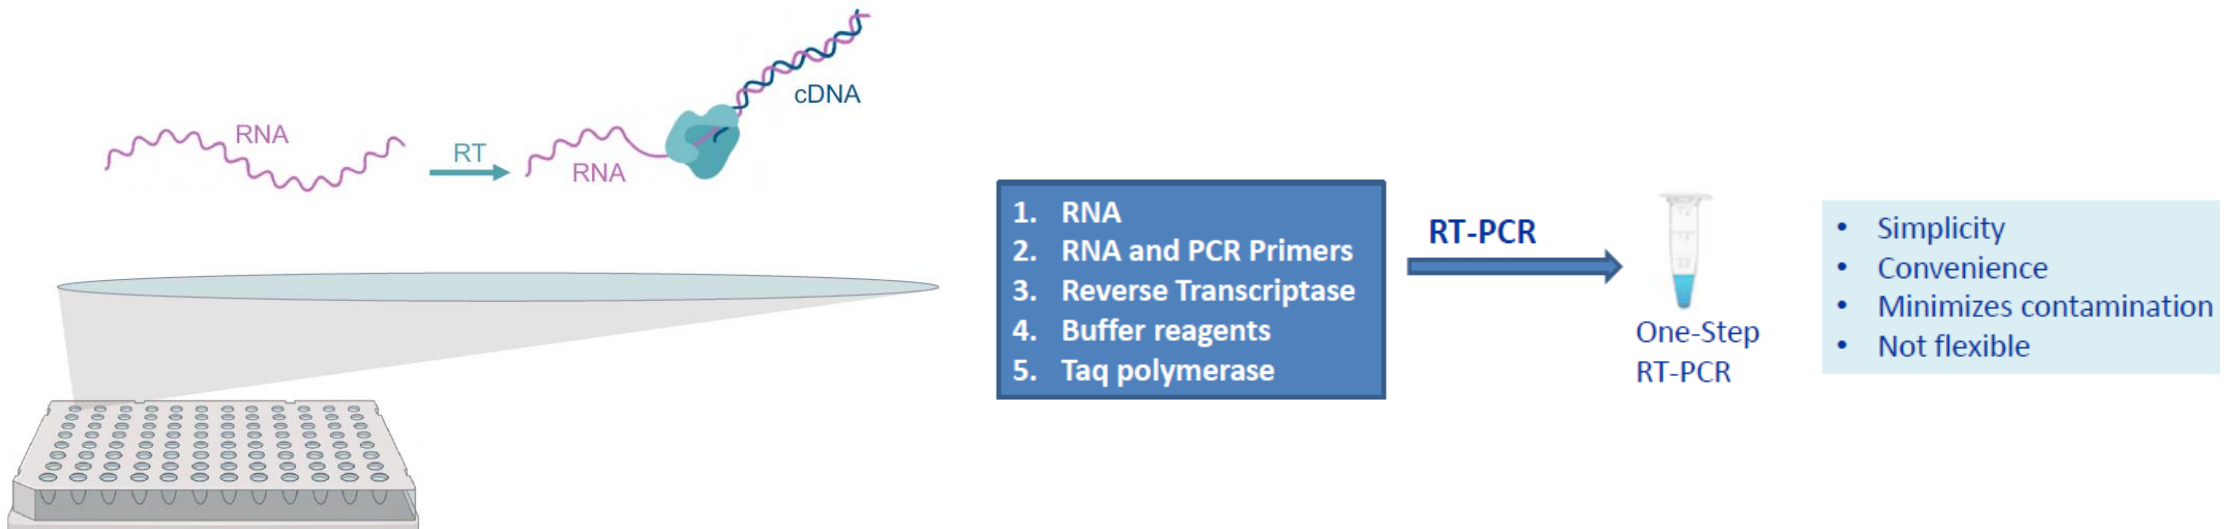 RNA
RT
RNA
cDNA
1. RNA
2. RNA and PCR Primers
3. Reverse Transcriptase
4. Buffer reagents
5. Taq polymerase
RT-PCR
One-Step
RT-PCR
• Simplicity
• Convenience
• Minimizes contamination
• Not flexible